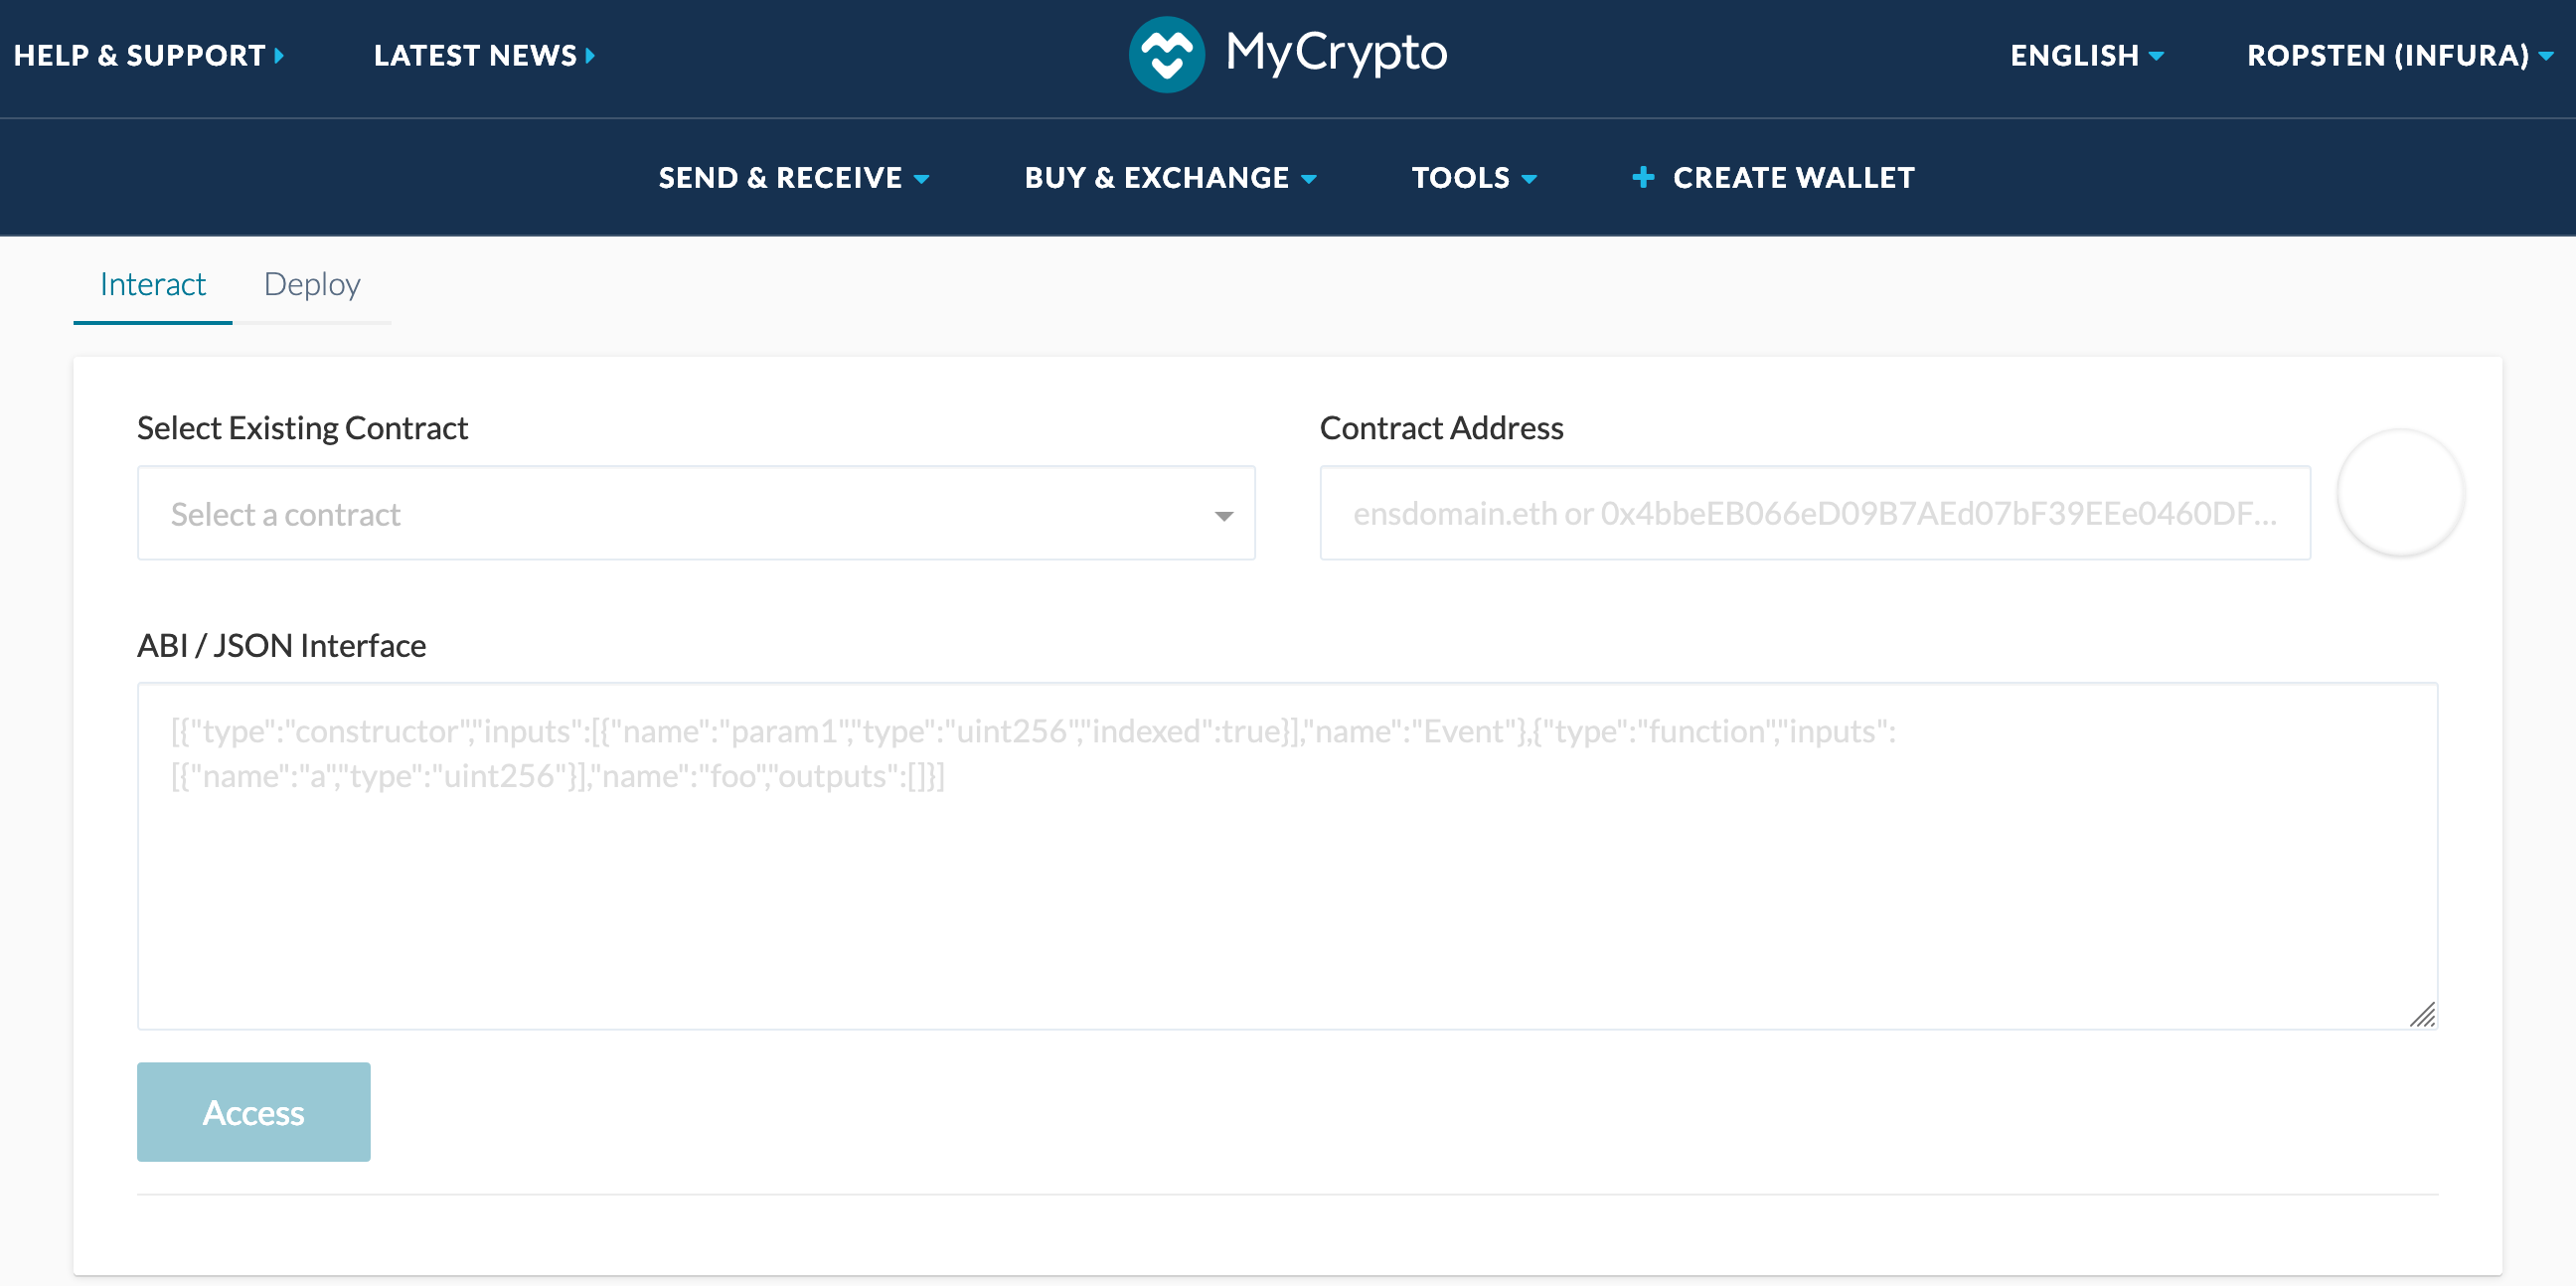 HELP & SUPPORT
LATEST NEWS
MyCrypto
ENGLISH
ROPSTEN (INFURA)
SEND & RECEIVE
BUY & EXCHANGE
TOOLS
+ CREATE WALLET
Interact
Deploy
Select Existing Contract
Contract Address
Select a contract
ensdomain.eth or 0x4bbeEB066eD09B7AEd07bF39EEe0460DF...
ABI / JSON Interface
[{"type":"constructor","inputs":[{"name":"param1","type":"uint256","indexed":true}],"name":"Event"},{"type":"function","inputs":
[{"name":"a","type":"uint256"}],"name":"foo","outputs":[]}]
Access